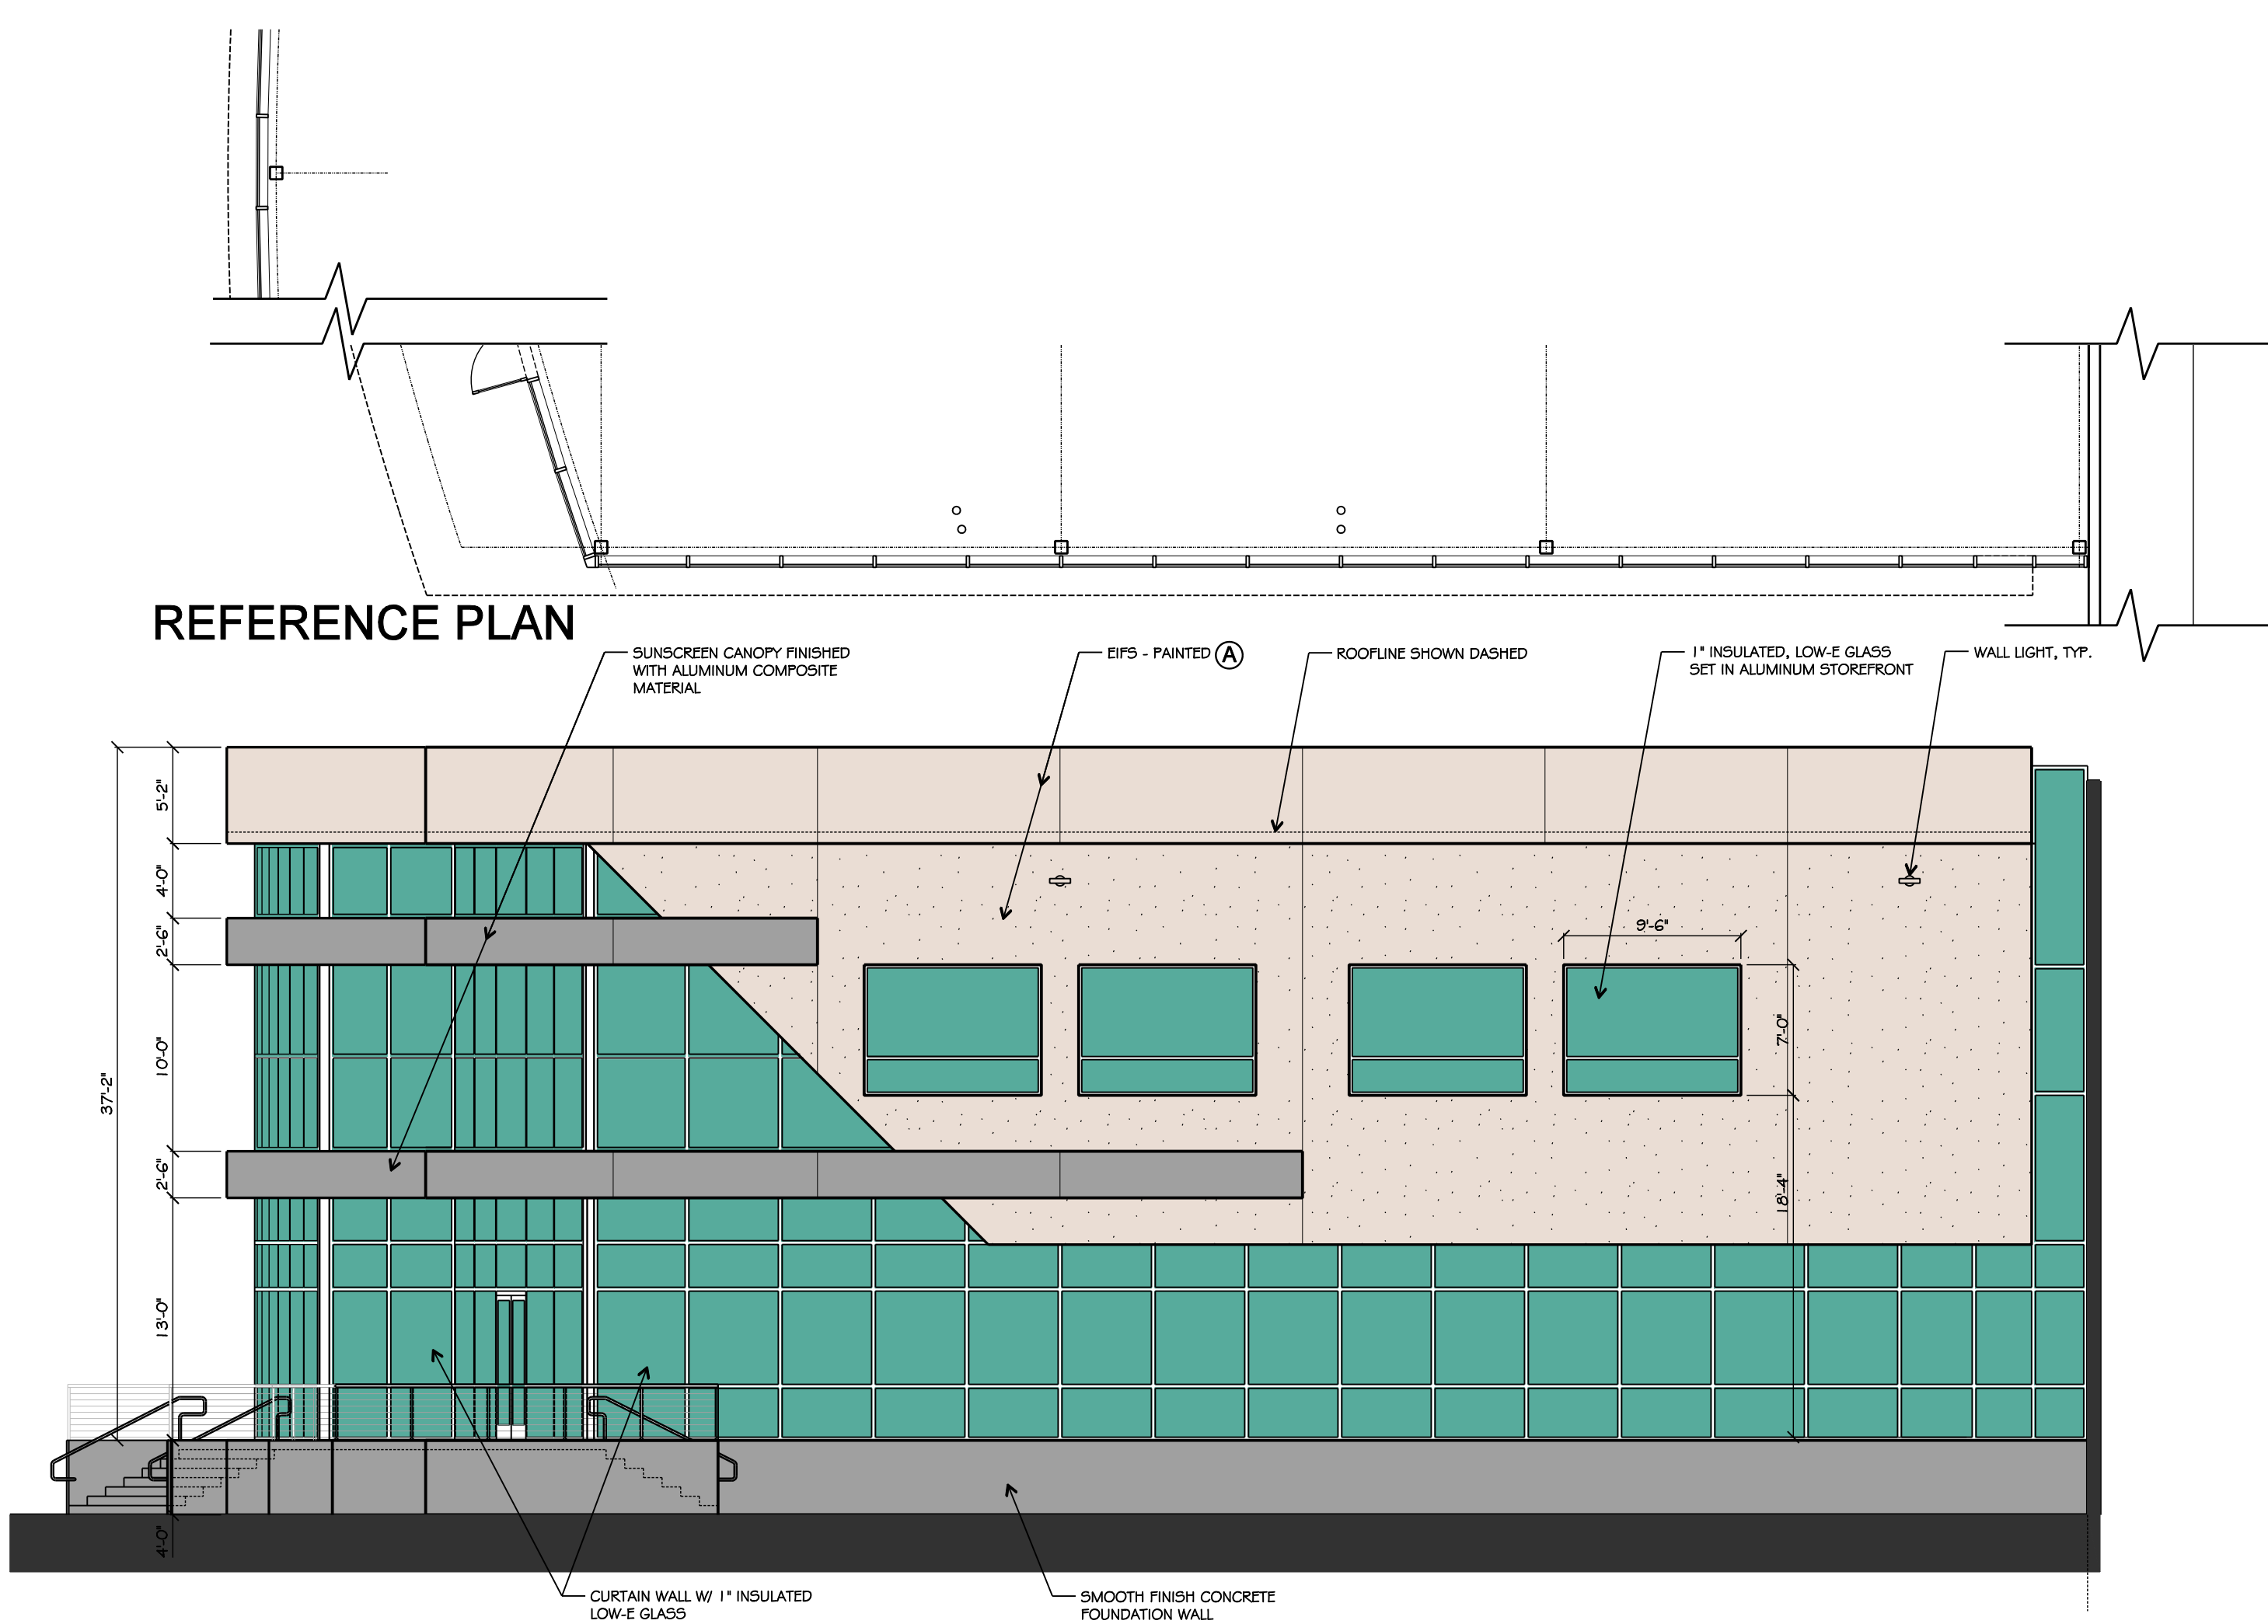 REFERENCE PLAN
SUNSCREEN CANOPY FINISHED
WITH ALUMINUM COMPOSITE
MATERIAL
EIFS - PAINTED A
ROOFLINE SHOWN DASHED
1" INSULATED, LOW-E GLASS
SET IN ALUMINUM STOREFRONT
WALL LIGHT, TYP.
5'-2"
4'-0"
2'-6"
10'-0"
2'-6"
13'-0"
4'-0"
37'-2"
9'-6"
7'-0"
18'-4"
CURTAIN WALL W/ 1" INSULATED
LOW-E GLASS
SMOOTH FINISH CONCRETE
FOUNDATION WALL